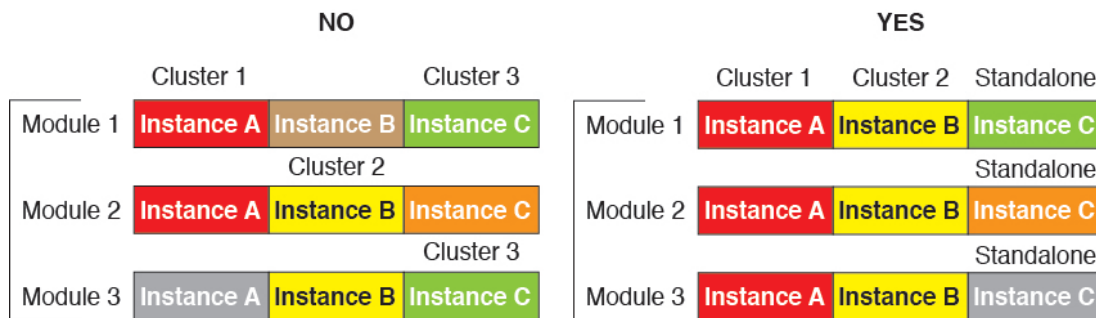 NO
YES
Cluster 1 Cluster 3
Cluster 1 Cluster 2 Standalone
Module 1 Instance A Instance B Instance C
Module 1 Instance A Instance B Instance C
Cluster 2
Standalone
Module 2 Instance A Instance B Instance C
Module 2 Instance A Instance B Instance C
Cluster 3
Standalone
Module 3 Instance A Instance B Instance C
Module 3 Instance A Instance B Instance C